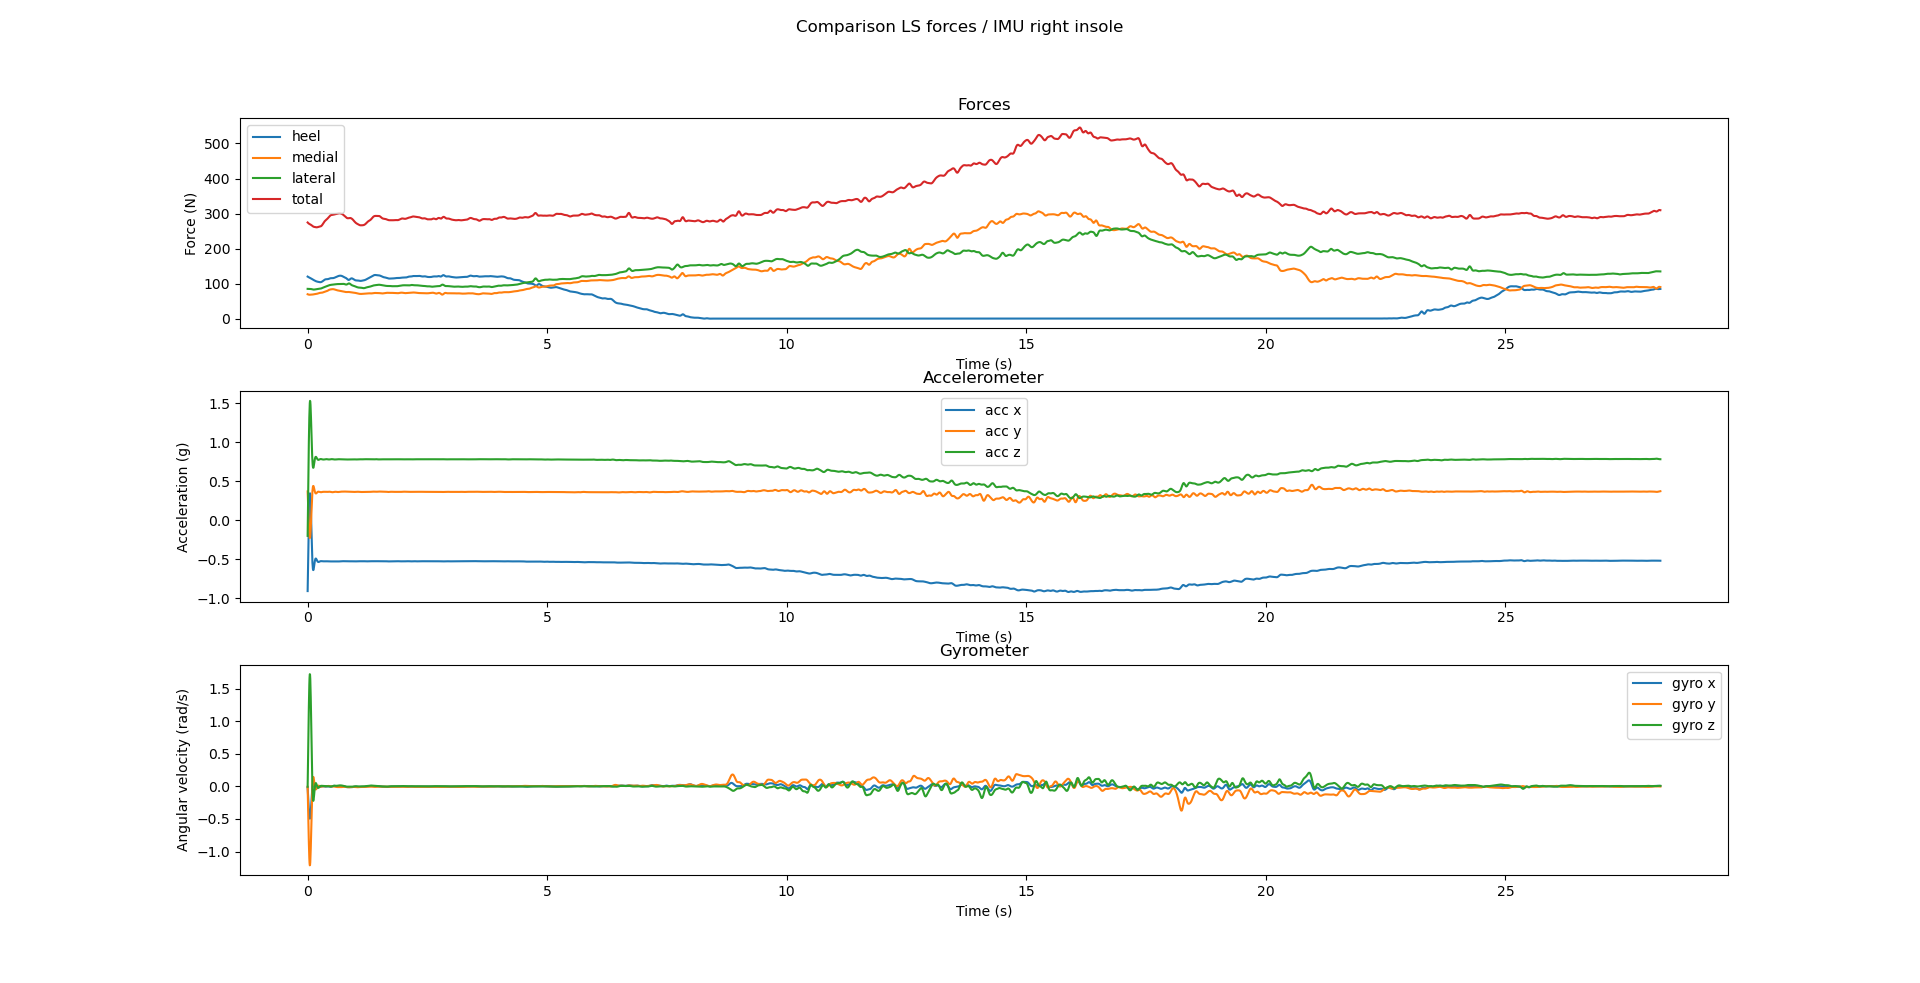 Comparison LS forces / IMU right insole
Forces
heel
medial
lateral
total
Force (N)
500
400
300
200
100
0
0 5 10 15 20 25
Time (s)
Accelerometer
acc x
acc y
acc z
Acceleration (g)
1.5
1.0
0.5
0.0
−0.5
−1.0
0 5 10 15 20 25
Time (s)
Gyrometer
gyro x
gyro y
gyro z
Angular velocity (rad/s)
1.5
1.0
0.5
0.0
−0.5
−1.0
0 5 10 15 20 25
Time (s)